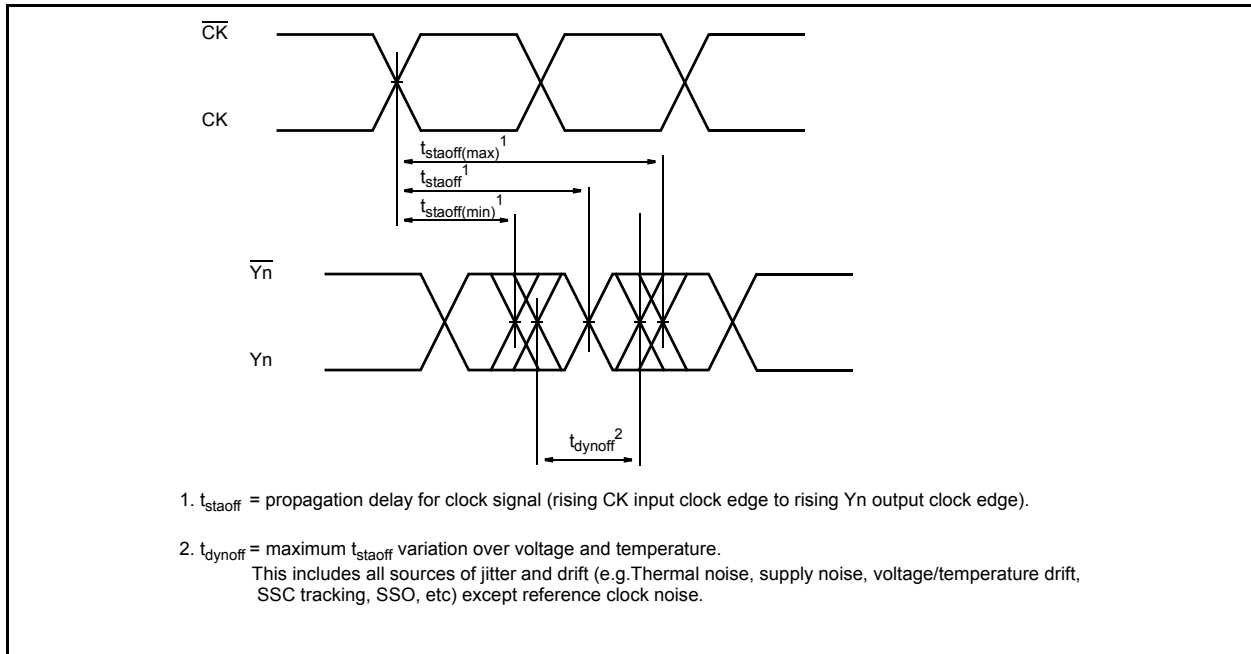 C̅K̅
CK
tstaoff(max)1
tstaoff1
tstaoff(min)1
Y̅n̅
Yn
tdynoff2
1. tstaoff = propagation delay for clock signal (rising CK input clock edge to rising Yn output clock edge).
2. tdynoff = maximum tstaoff variation over voltage and temperature.
This includes all sources of jitter and drift (e.g.Thermal noise, supply noise, voltage/temperature drift,
SSC tracking, SSO, etc) except reference clock noise.